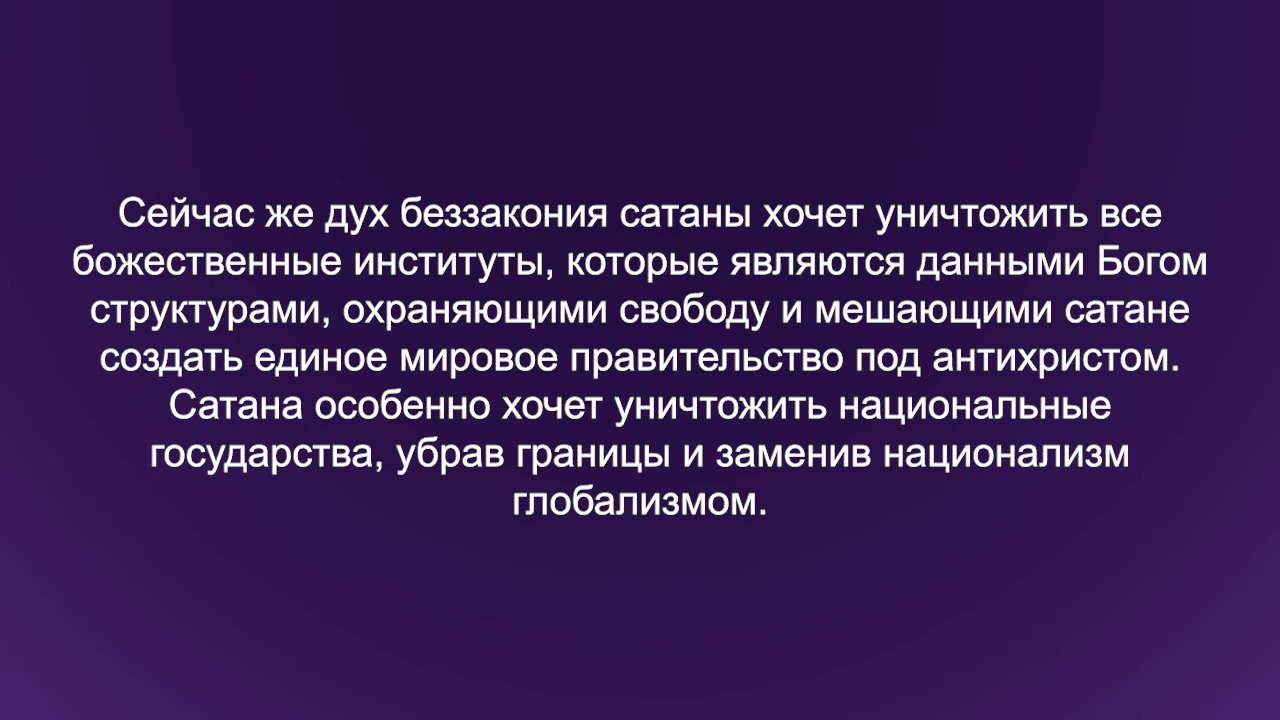 Сейчас же дух беззакония сатаны хочет уничтожить все
божественные институты, которые являются данными Богом
структурами, охраняющими свободу и мешающими сатане
создать единое мировое правительство под антихристом.
Сатана особенно хочет уничтожить национальные
государства, убрав границы и заменив национализм
глобализмом.